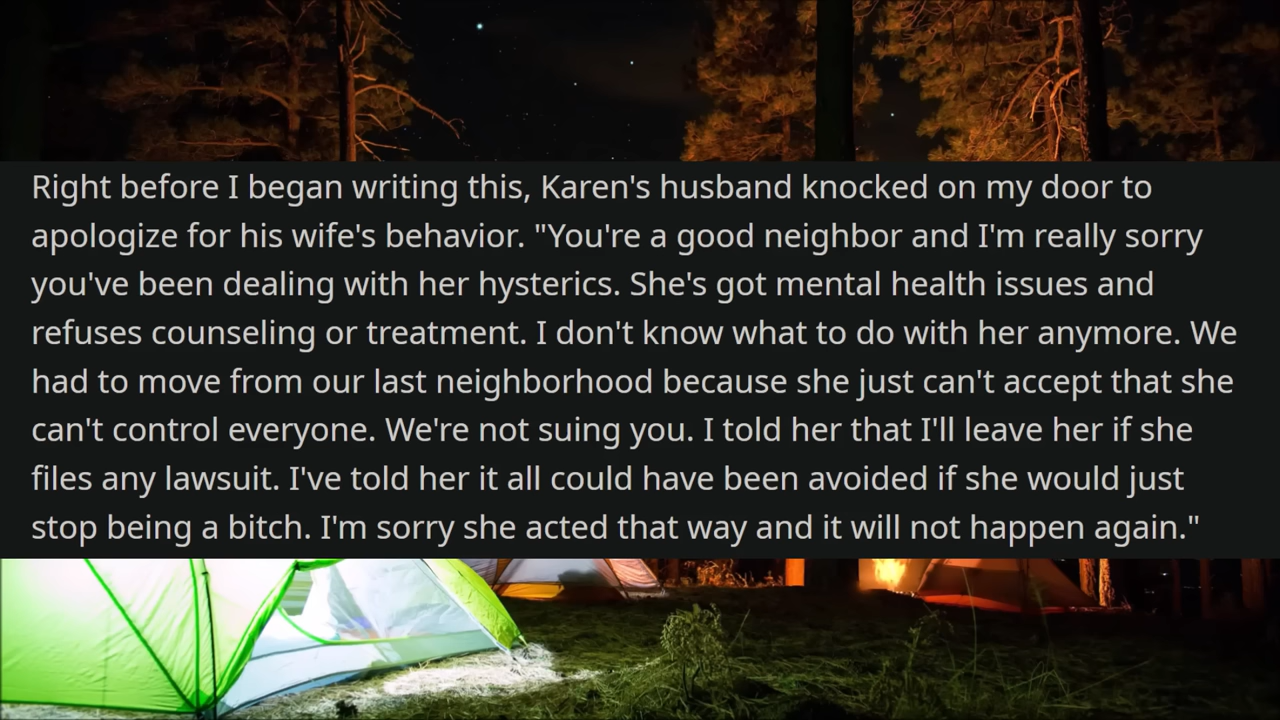 Right before I began writing this, Karen's husband knocked on my door to
apologize for his wife's behavior. "You're a good neighbor and I'm really sorry
you've been dealing with her hysterics. She's got mental health issues and
refuses counseling or treatment. I don't know what to do with her anymore. We
had to move from our last neighborhood because she just can't accept that she
can't control everyone. We're not suing you. I told her that I'll leave her if she
files any lawsuit. I've told her it all could have been avoided if she would just
stop being a bitch. I'm sorry she acted that way and it will not happen again."